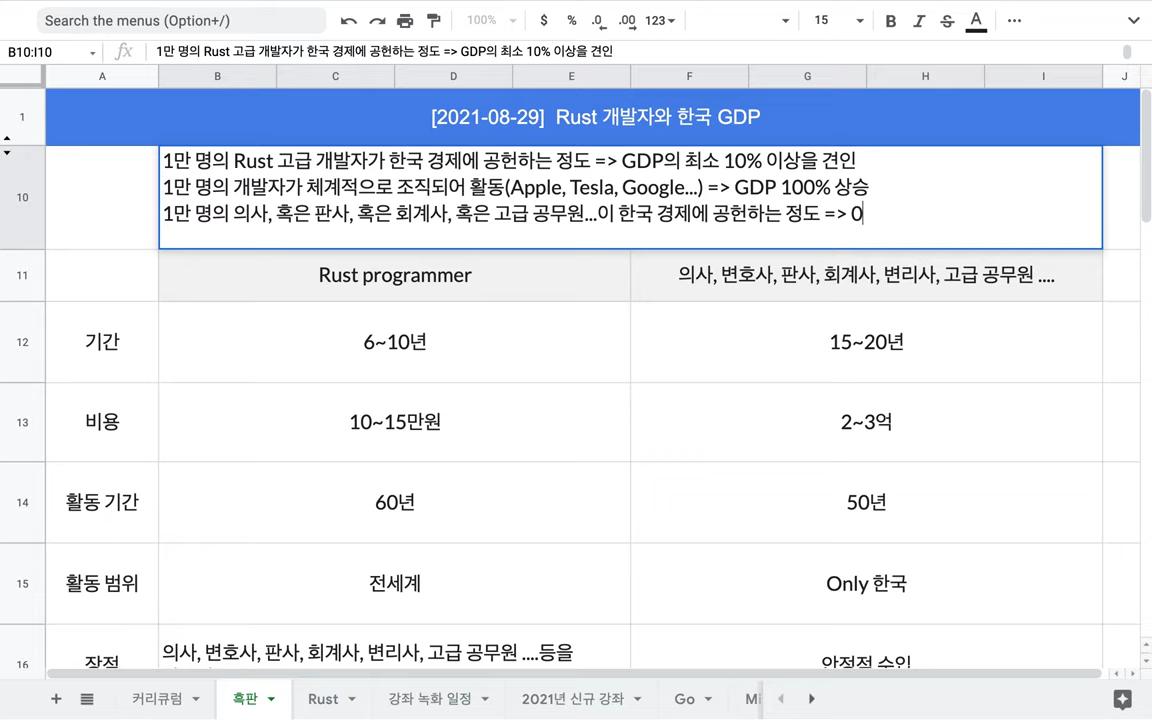 Search the menus (Option+/)
100%
$ % .0 .00 123
15
B I S A
B10:I10
fx
1만 명의 Rust 고급 개발자가 한국 경제에 공헌하는 정도 => GDP의 최소 10% 이상을 견인
A B C D E F G H I J
1
[2021-08-29] Rust 개발자와 한국 GDP
10
1만 명의 Rust 고급 개발자가 한국 경제에 공헌하는 정도 => GDP의 최소 10% 이상을 견인
1만 명의 개발자가 체계적으로 조직되어 활동(Apple, Tesla, Google...) => GDP 100% 상승
1만 명의 의사, 혹은 판사, 혹은 회계사, 혹은 고급 공무원...이 한국 경제에 공헌하는 정도 => 0
11
Rust programmer
의사, 변호사, 판사, 회계사, 변리사, 고급 공무원 ....
12
기간
6~10년
15~20년
13
비용
10~15만원
2~3억
14
활동 기간
60년
50년
15
활동 범위
전세계
Only 한국
16
장점
의사, 변호사, 판사, 회계사, 변리사, 고급 공무원 ....등을
안정적 수입
커리큐럼
흑판
Rust
강좌 녹화 일정
2021년 신규 강좌
Go